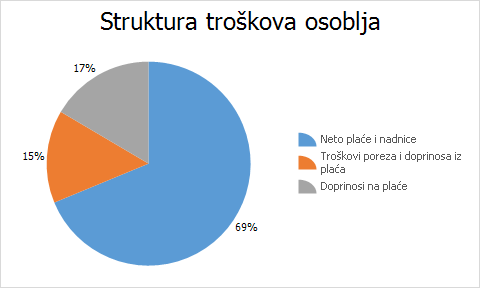 Struktura troškova osoblja
17%
15%
69%
Neto plaće i nadnice
Troškovi poreza i doprinosa iz
plaća
Doprinosi na plaće